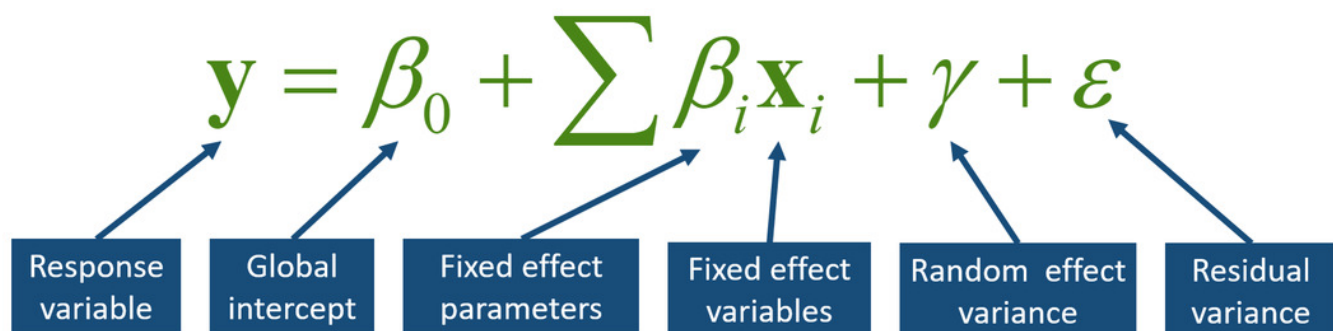 y = β₀ + ∑ βᵢxᵢ + γ + ε
Response
variable
Global
intercept
Fixed effect
parameters
Fixed effect
variables
Random effect
variance
Residual
variance